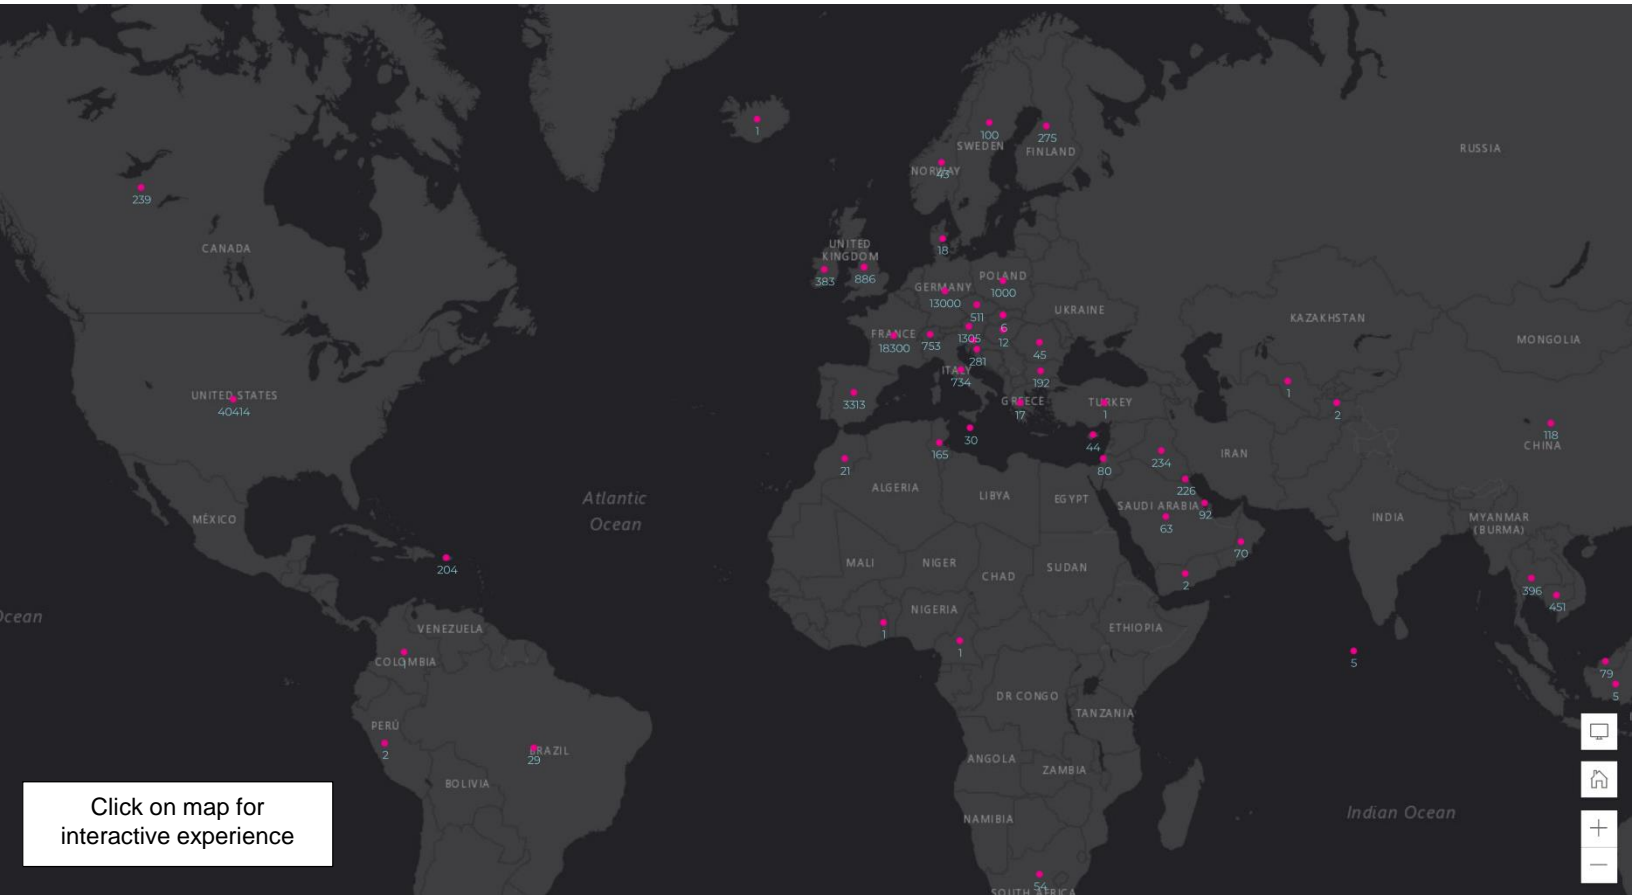 1
100
SWEDEN
275
FINLAND
RUSSIA
NORWAY
43
239
CANADA
18
UNITED
KINGDOM
383
886
POLAND
1000
GERMANY
13000
511
UKRAINE
KAZAKHSTAN
MONGOLIA
6
FRANCE
18300
753
1305
12
281
45
ITALY
734
192
1
2
UNITED STATES
40414
3313
GREECE
17
TURKEY
1
118
CHINA
30
165
44
80
234
IRAN
21
ALGERIA
LIBYA
EGYPT
226
SAUDI ARABIA
92
63
INDIA
MYANMAR
(BURMA)
Atlantic
Ocean
MÉXICO
204
70
2
MALI
NIGER
CHAD
SUDAN
396
451
Ocean
VENEZUELA
NIGERIA
1
1
ETHIOPIA
COLOMBIA
1
5
79
5
DR CONGO
TANZANIA
PERÚ
2
BRAZIL
29
BOLIVIA
ANGOLA
ZAMBIA
NAMIBIA
Indian Ocean
54
SOUTH AFRICA
Click on map for
interactive experience